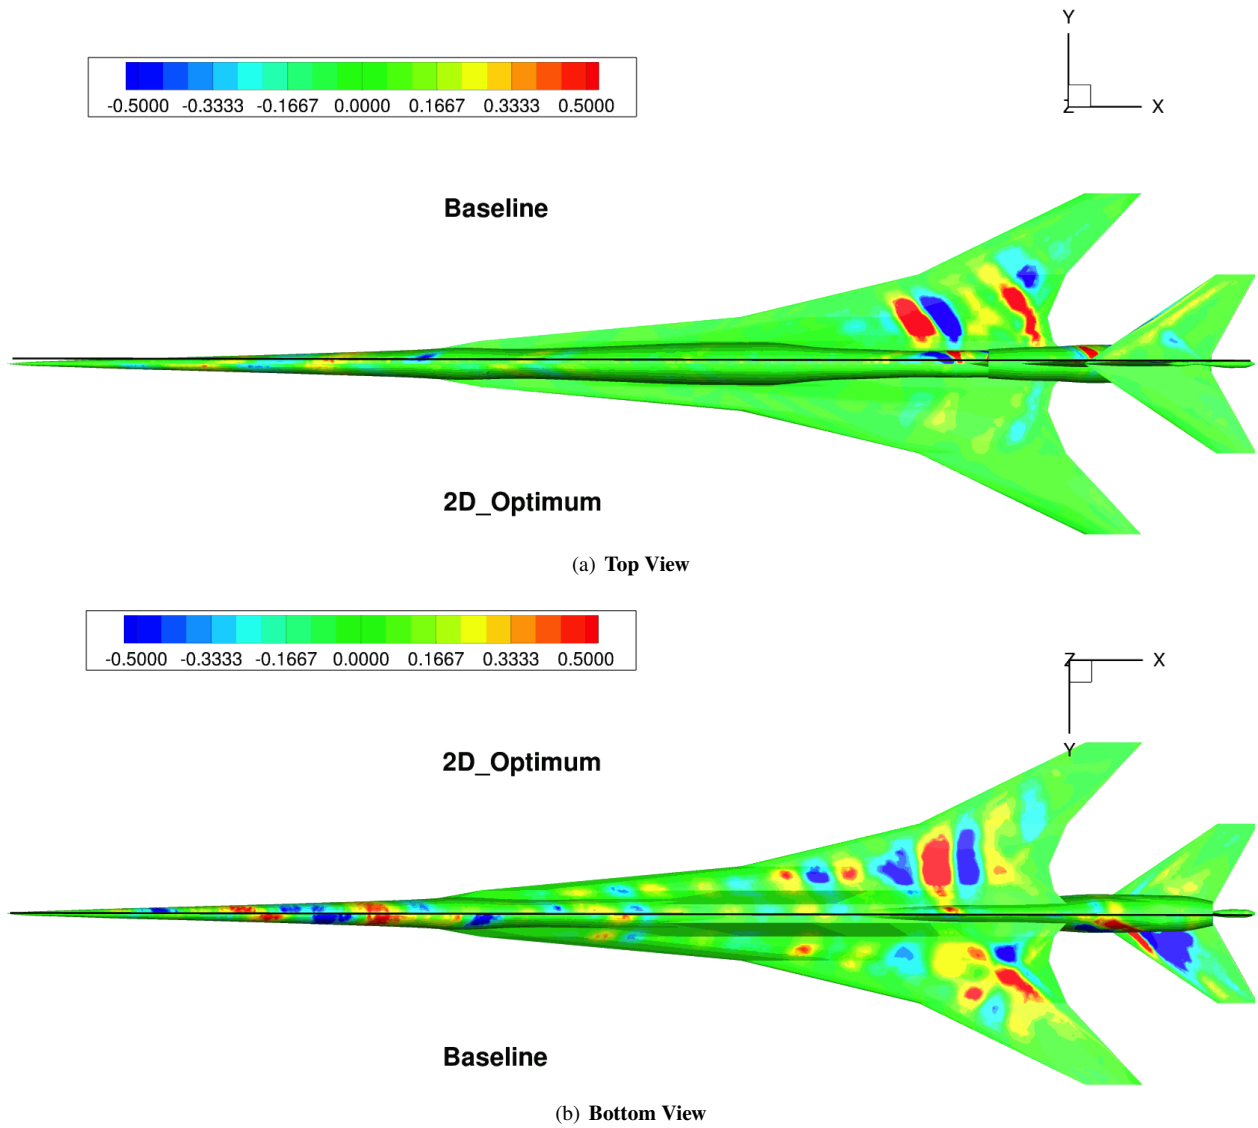 Y
-0.5000 -0.3333 -0.1667 0.0000 0.1667 0.3333 0.5000
Z X
Baseline
2D_Optimum
(a) Top View
-0.5000 -0.3333 -0.1667 0.0000 0.1667 0.3333 0.5000
Z X
Y
2D_Optimum
Baseline
(b) Bottom View